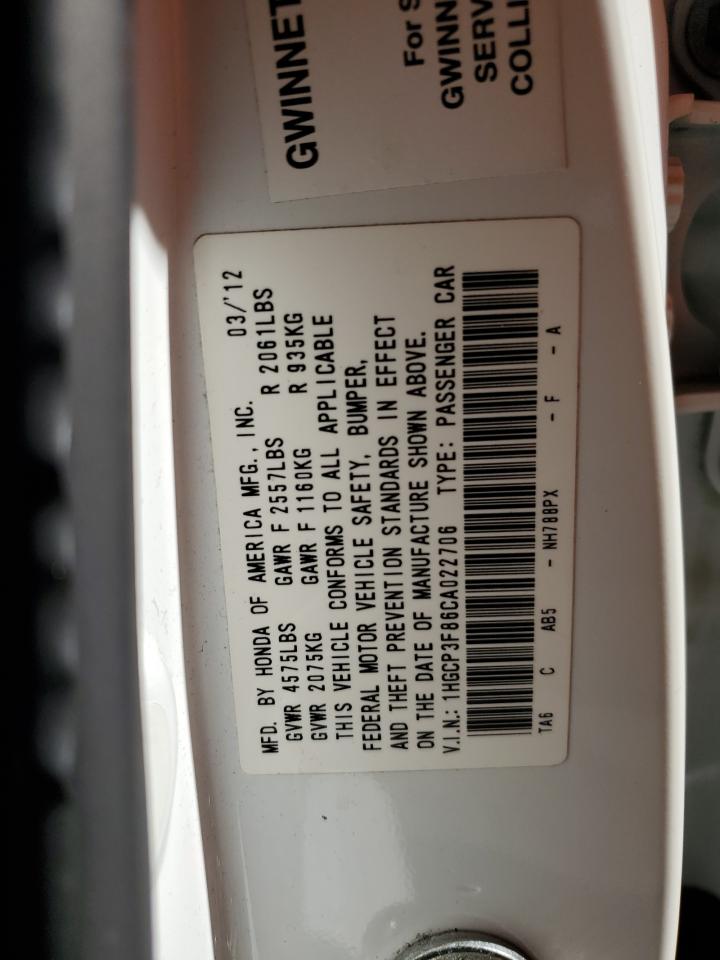 MFD. BY HONDA OF AMERICA MFG., INC. 03/'12
GVWR 4575LBS GAWR F 2557LBS R 2061LBS
GVWR 2075KG GAWR F 1160KG R 935KG
THIS VEHICLE CONFORMS TO ALL APPLICABLE
FEDERAL MOTOR VEHICLE SAFETY, BUMPER,
AND THEFT PREVENTION STANDARDS IN EFFECT
ON THE DATE OF MANUFACTURE SHOWN ABOVE.
V.I.N.: 1HGCP3F86CA022706 TYPE: PASSENGER CAR
TA6 C AB5 - NH788PX - F - A
GWINNET
For S
GWINN
SERV
COLLI